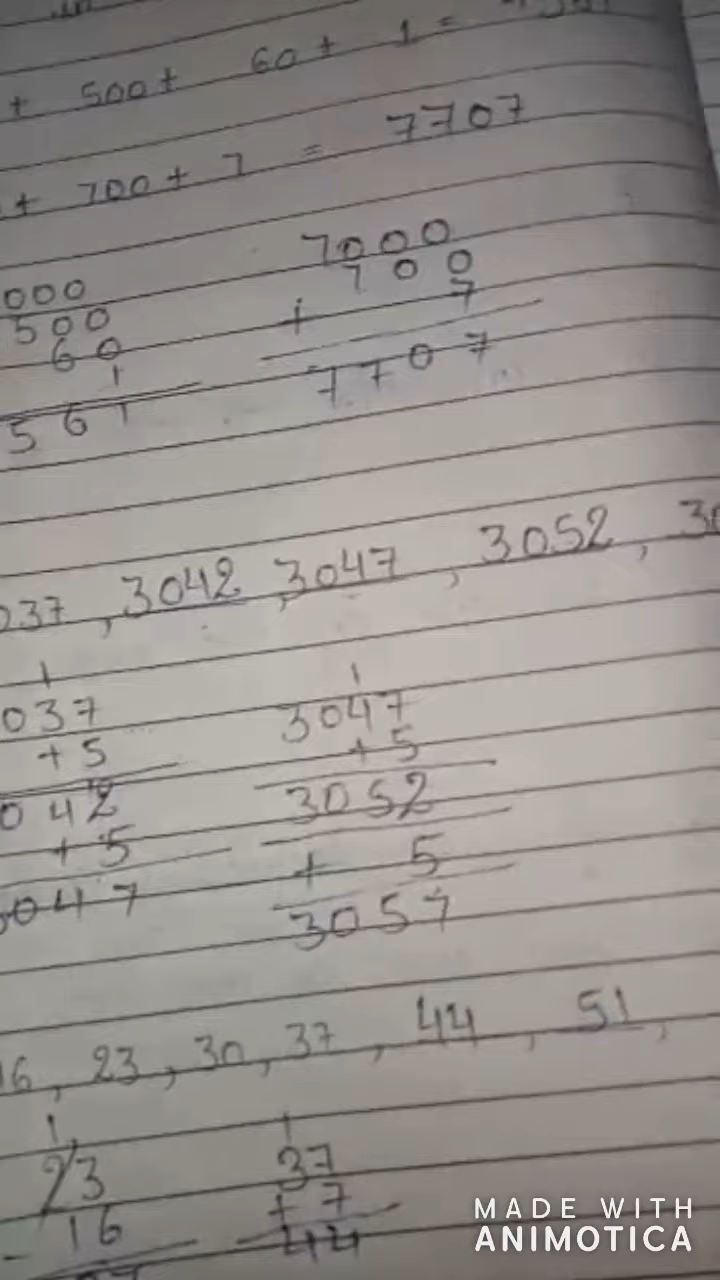 + 500 + 60 + 1 =
+ 700 + 7 = 7707
000 7000
500 700
60 + 7
1
561 7707
037, 3042, 3047, 3052, 30
1 1
037 3047
+ 5 + 5
042 3052
+ 5 + 5
3047 3057
16, 23, 30, 37, 44, 51,
1 1
23 37
- 16 + 7
44
MADE WITH
ANIMOTICA